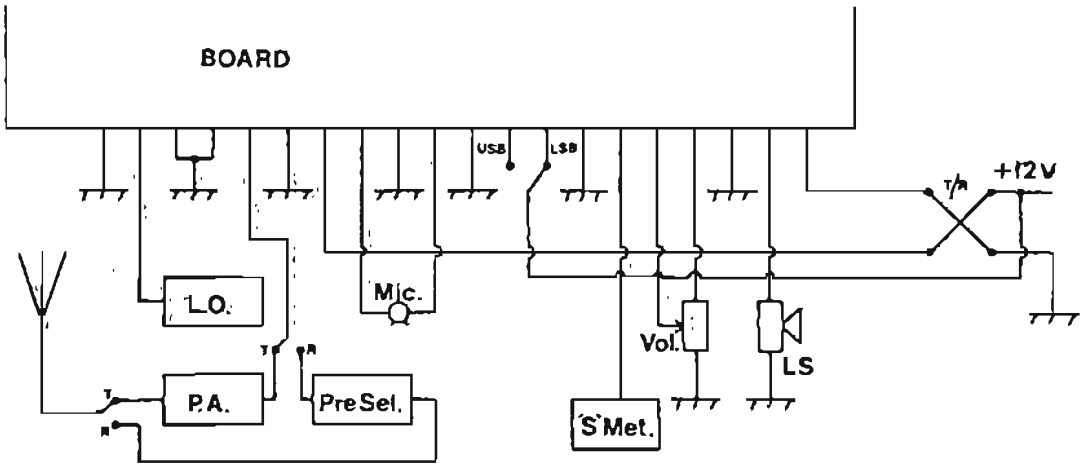 BOARD
USB
LSB
T/R
+12V
L.O.
Mic.
Vol.
LS
T
R
T
R
P.A.
PreSel.
'S'Met.